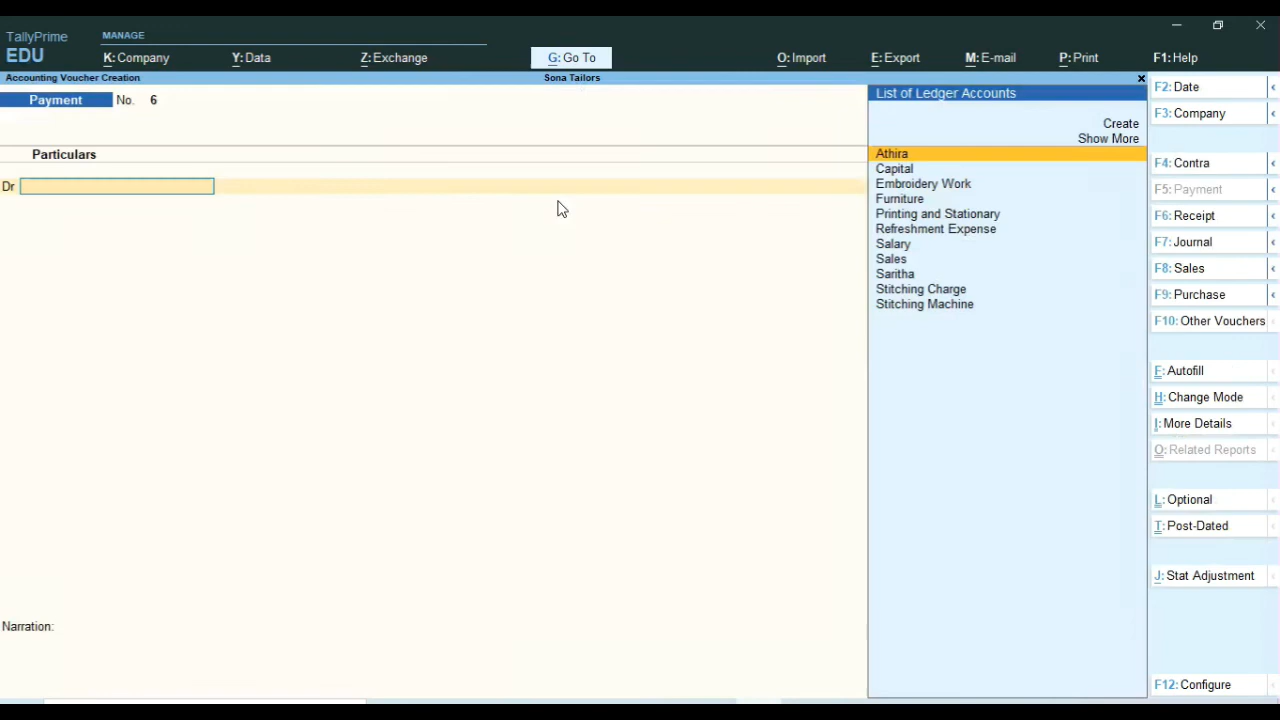 TallyPrime
EDU
MANAGE
K: Company
Y: Data
Z: Exchange
G: Go To
O: Import
E: Export
M: E-mail
P: Print
F1: Help
Accounting Voucher Creation
Sona Tailors
Payment No. 6
Particulars
Dr
Narration:
List of Ledger Accounts
Create
Show More
Athira
Capital
Embroidery Work
Furniture
Printing and Stationary
Refreshment Expense
Salary
Sales
Saritha
Stitching Charge
Stitching Machine
F2: Date
F3: Company
F4: Contra
F5: Payment
F6: Receipt
F7: Journal
F8: Sales
F9: Purchase
F10: Other Vouchers
F: Autofill
H: Change Mode
I: More Details
O: Related Reports
L: Optional
T: Post-Dated
J: Stat Adjustment
F12: Configure